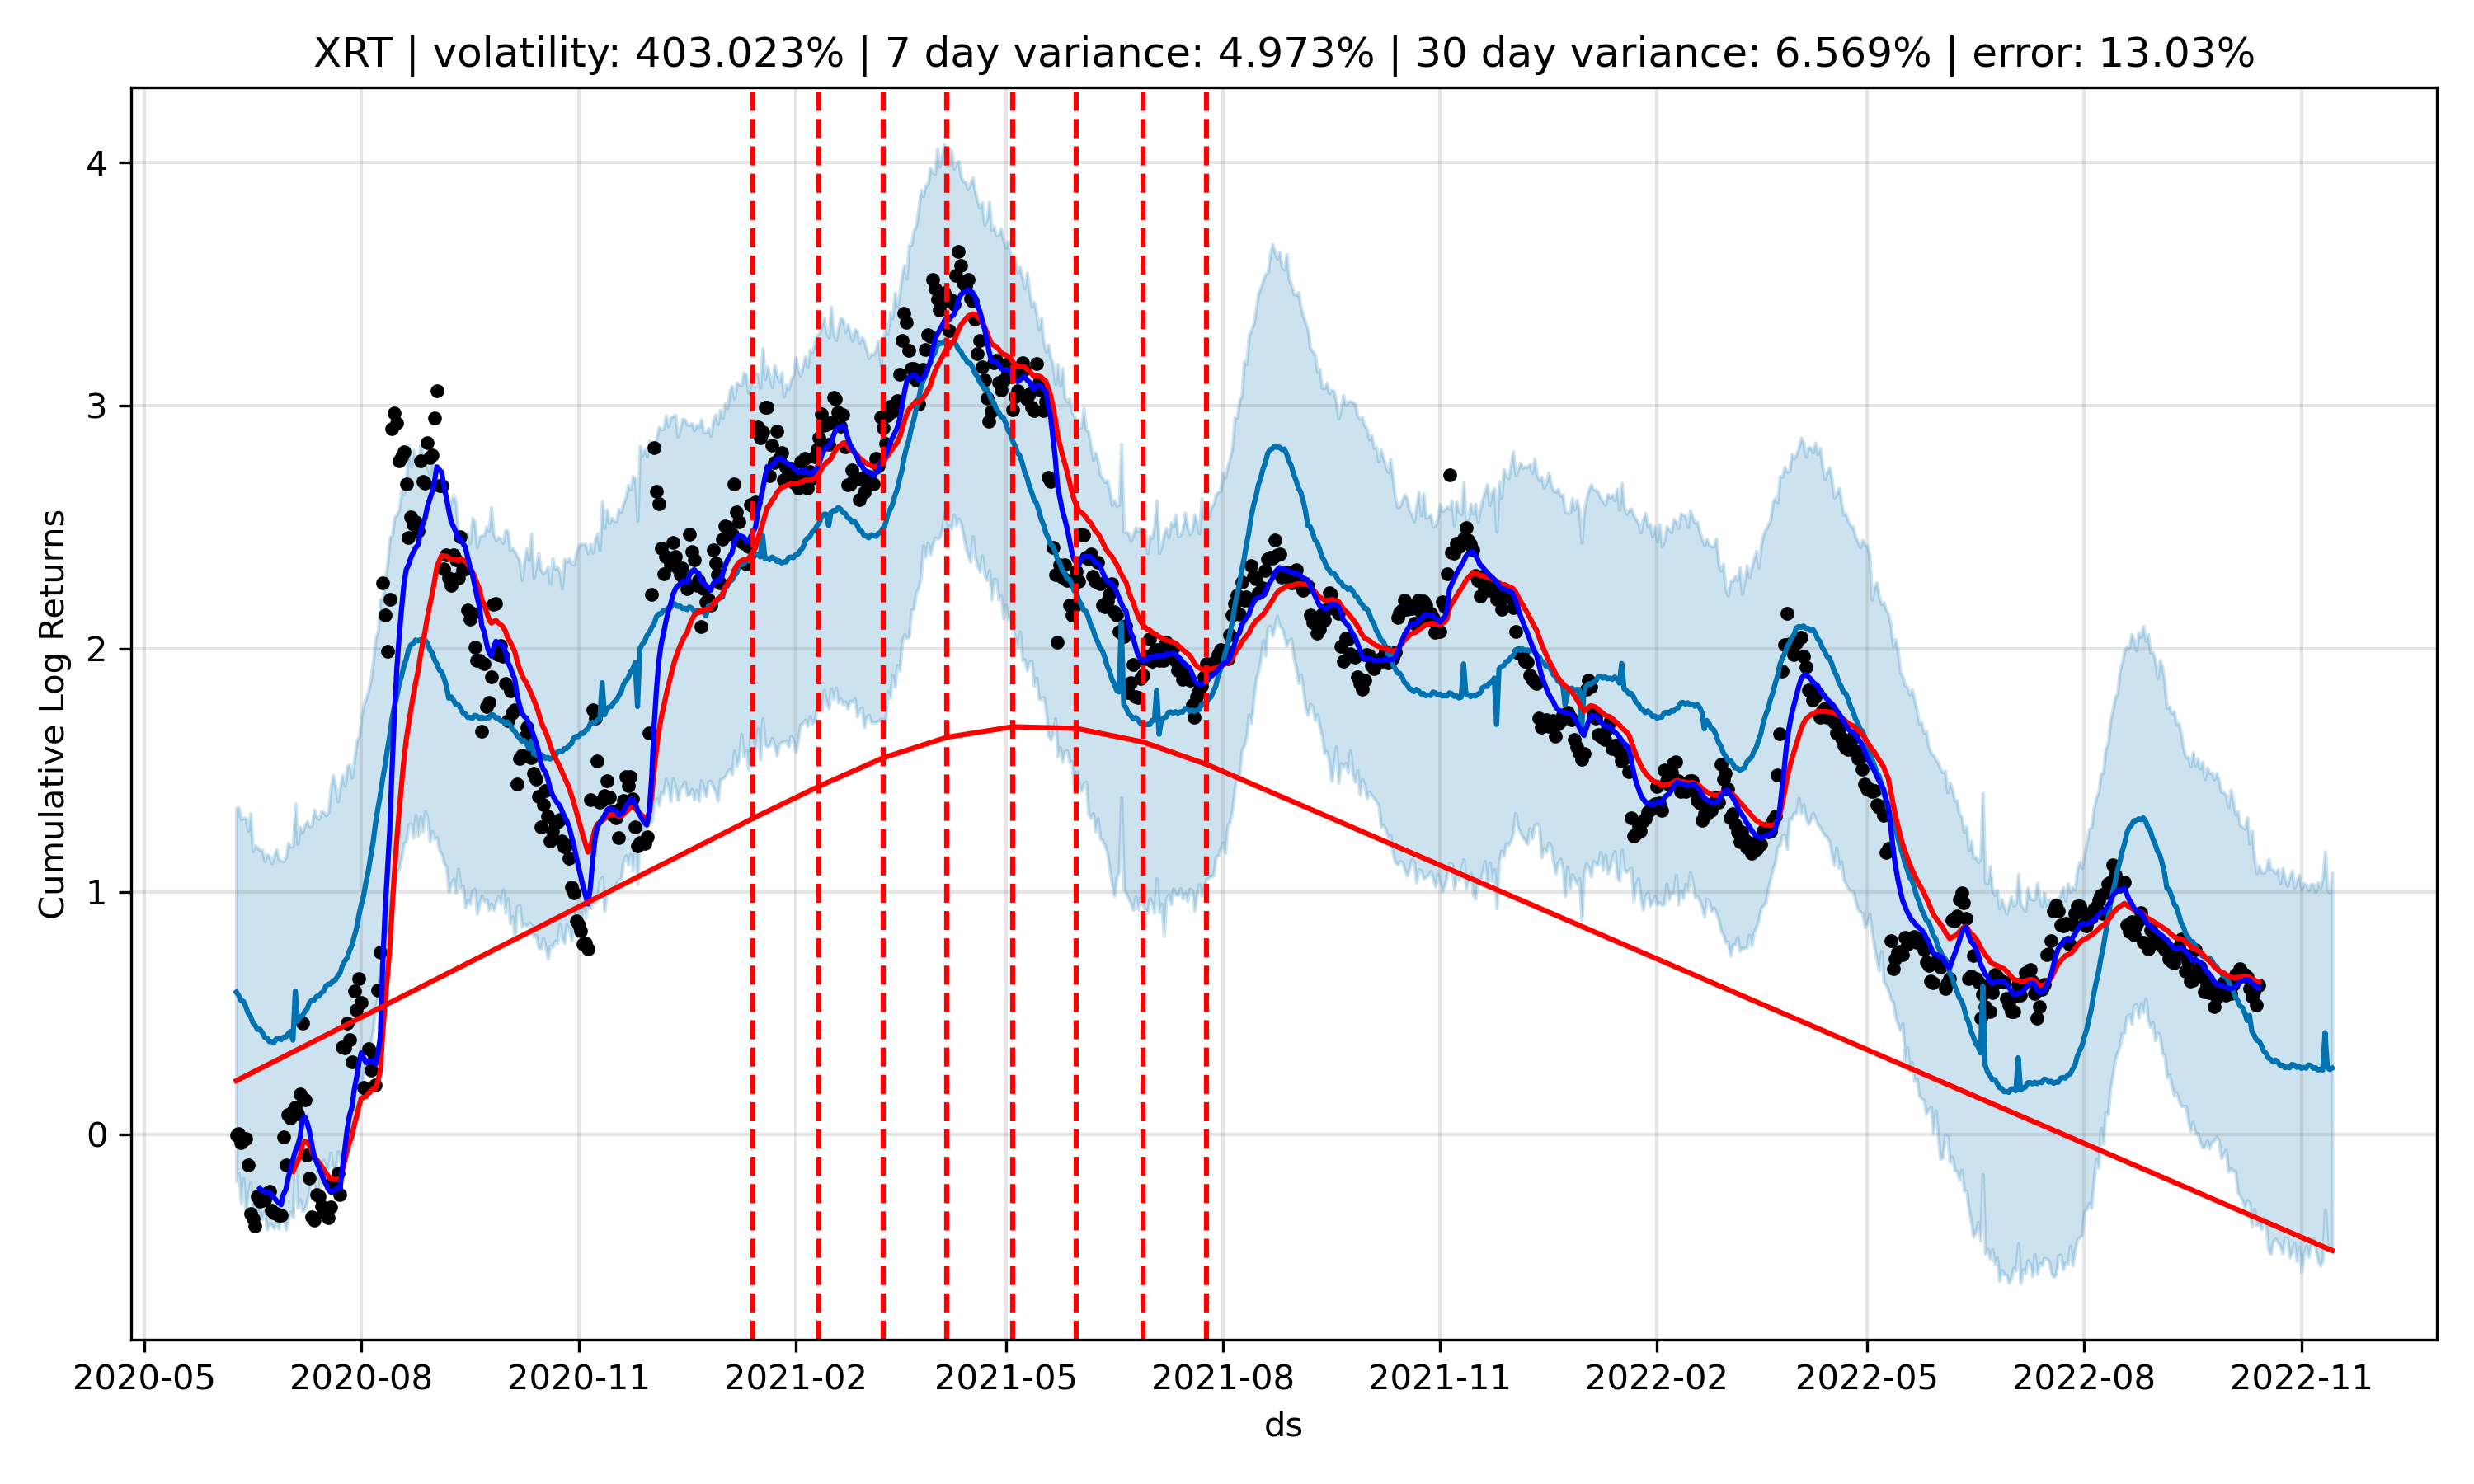 XRT | volatility: 403.023% | 7 day variance: 4.973% | 30 day variance: 6.569% | error: 13.03%
Cumulative Log Returns
4
3
2
1
0
2020-05 2020-08 2020-11 2021-02 2021-05 2021-08 2021-11 2022-02 2022-05 2022-08 2022-11
ds